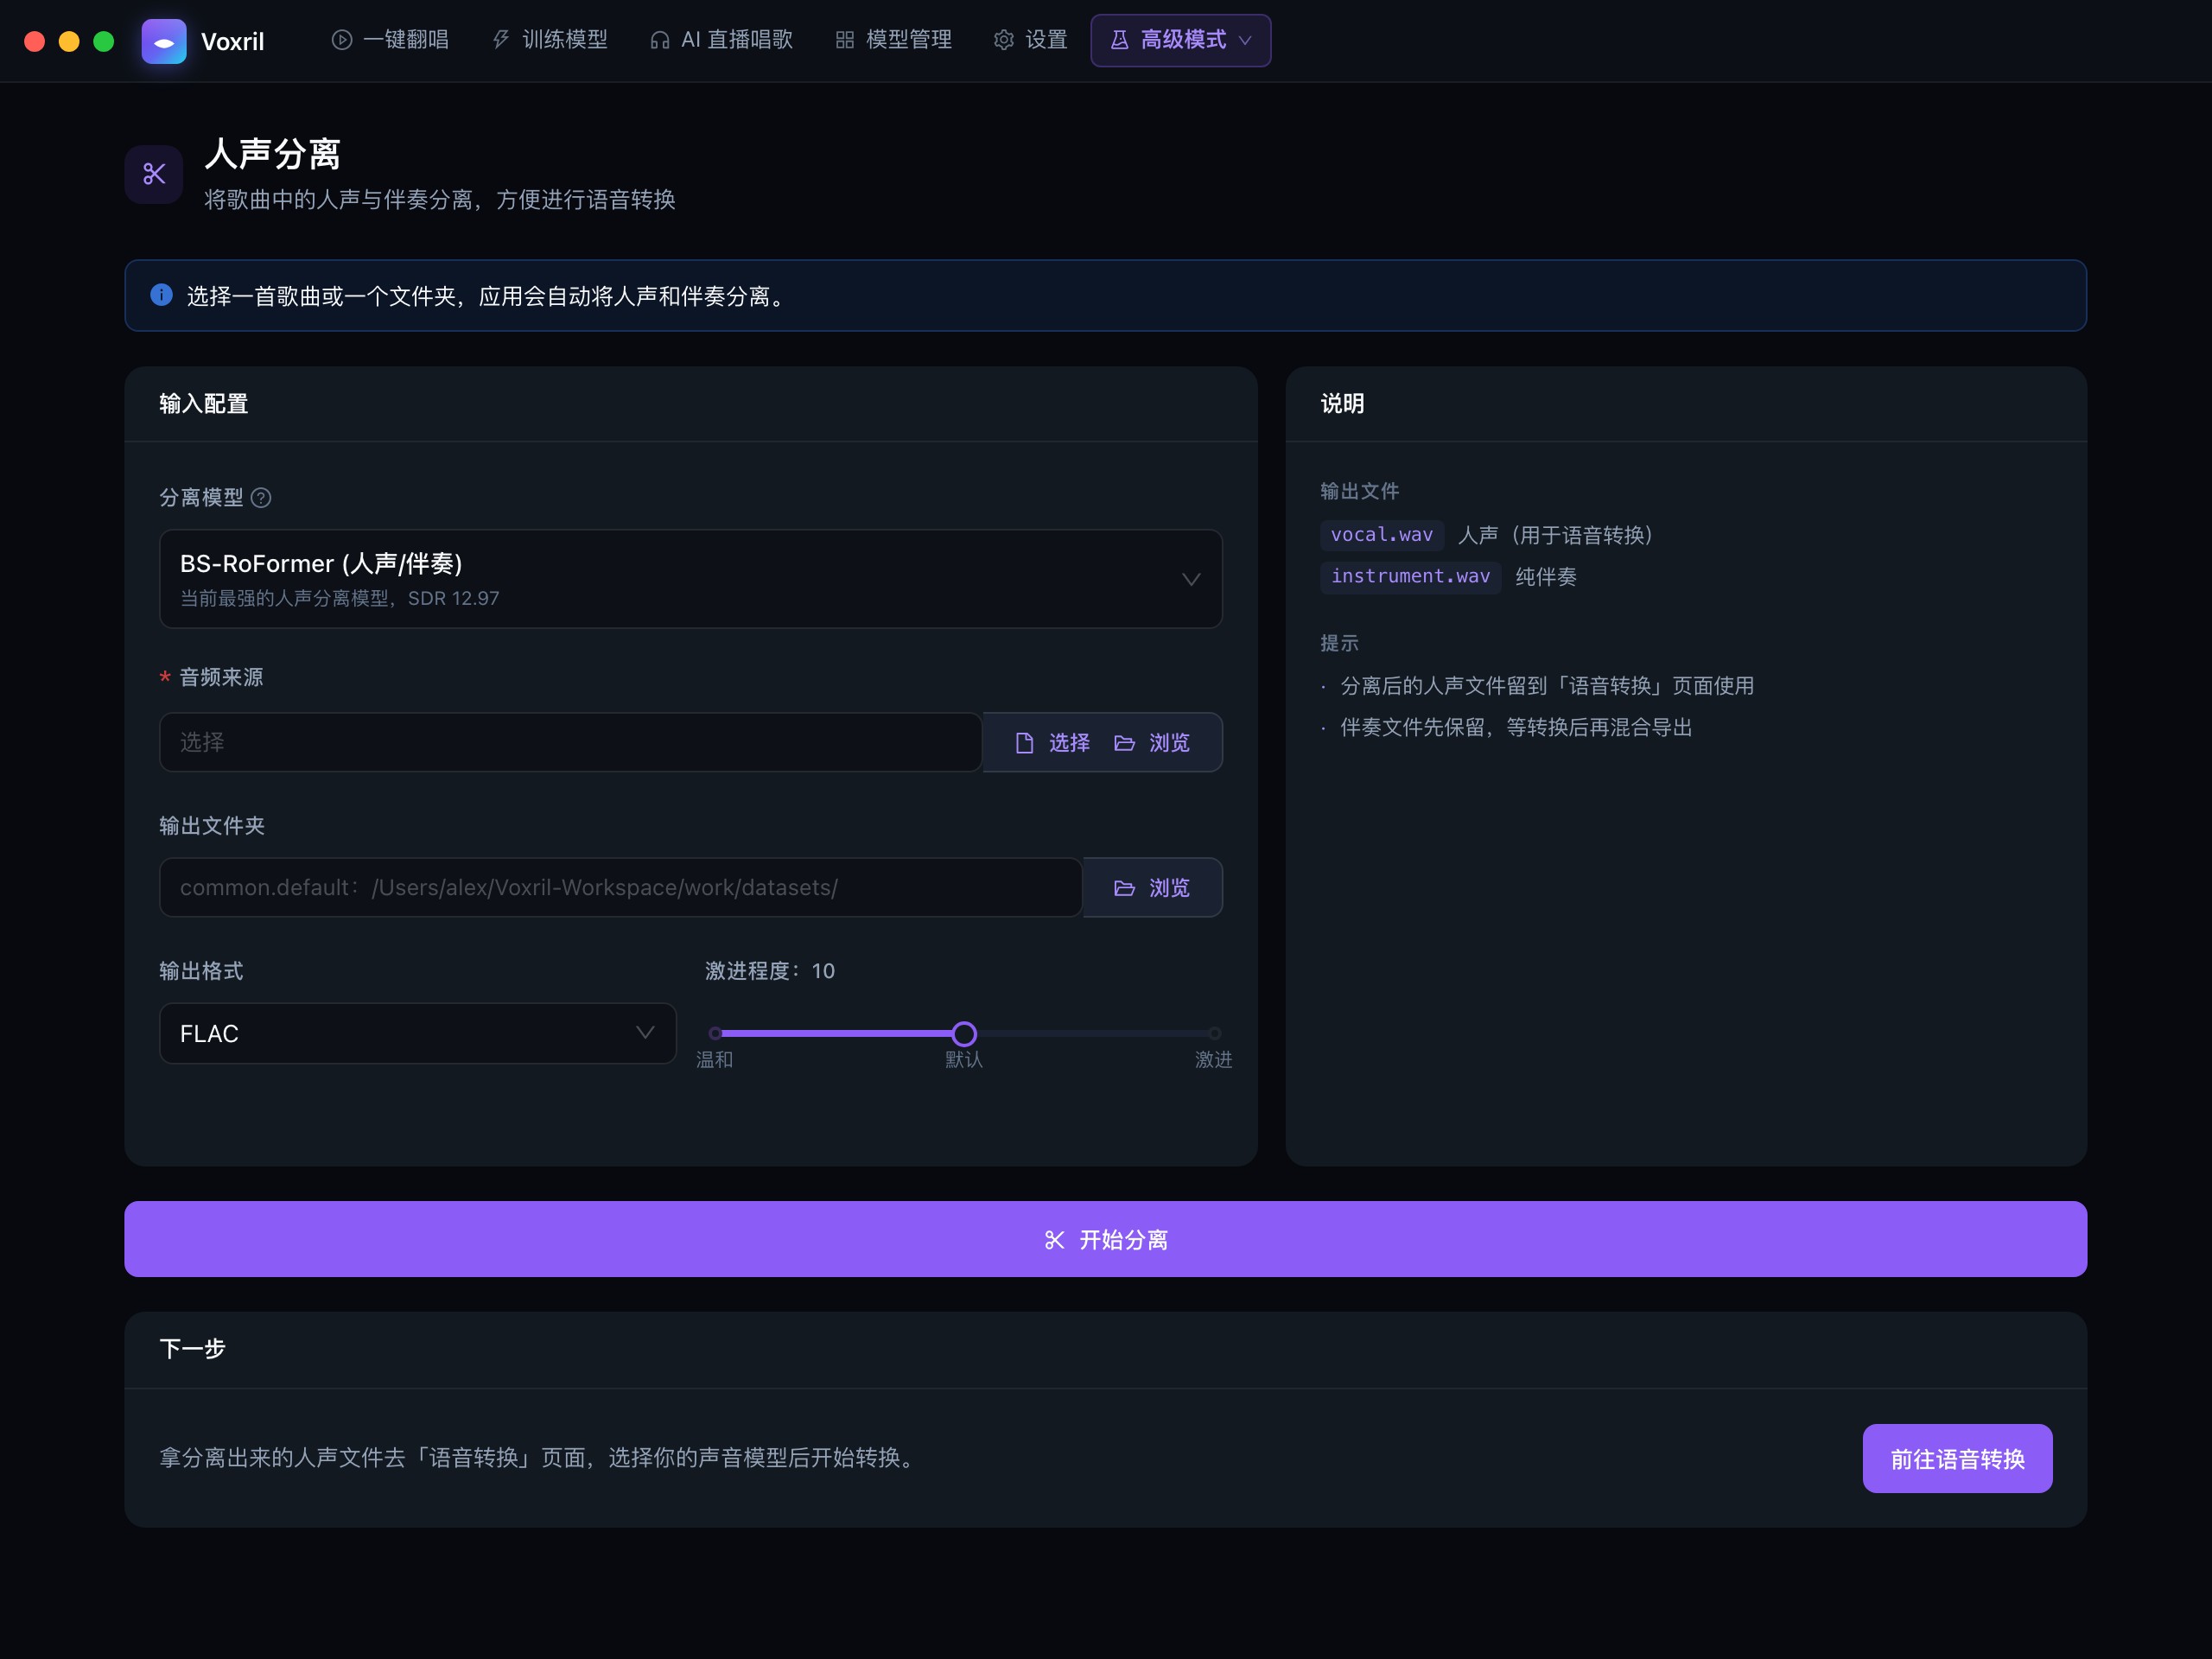 Voxril
一键翻唱
训练模型
AI 直播唱歌
模型管理
设置
高级模式
人声分离
将歌曲中的人声与伴奏分离，方便进行语音转换
选择一首歌曲或一个文件夹，应用会自动将人声和伴奏分离。
输入配置
分离模型
BS-RoFormer (人声/伴奏)
当前最强的人声分离模型，SDR 12.97
* 音频来源
选择
选择
浏览
输出文件夹
common.default：/Users/alex/Voxril-Workspace/work/datasets/
浏览
输出格式
FLAC
激进程度：10
温和
默认
激进
说明
输出文件
vocal.wav 人声（用于语音转换）
instrument.wav 纯伴奏
提示
· 分离后的人声文件留到「语音转换」页面使用
· 伴奏文件先保留，等转换后再混合导出
开始分离
下一步
拿分离出来的人声文件去「语音转换」页面，选择你的声音模型后开始转换。
前往语音转换